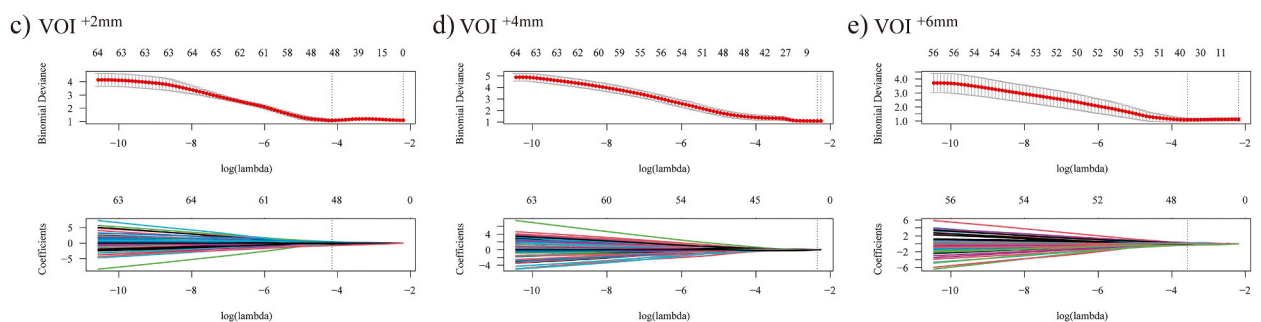 c) VOI +2mm
64 63 63 63 64 65 62 61 58 48 48 39 15 0
Binomial Deviance
4
3
2
1
−10 −8 −6 −4 −2
log(lambda)
63 64 61 48 0
Coefficients
5
0
−5
−10 −8 −6 −4 −2
log(lambda)
d) VOI +4mm
64 63 63 62 60 59 55 56 54 51 48 48 42 27 9
Binomial Deviance
5
4
3
2
1
−10 −8 −6 −4 −2
log(lambda)
63 60 54 45 0
Coefficients
4
0
−4
−10 −8 −6 −4 −2
log(lambda)
e) VOI +6mm
56 56 54 54 54 53 52 50 52 50 53 51 40 30 11
Binomial Deviance
4.0
3.0
2.0
1.0
−10 −8 −6 −4 −2
log(lambda)
56 54 52 48 0
Coefficients
6
2
−2
−6
−10 −8 −6 −4 −2
log(lambda)